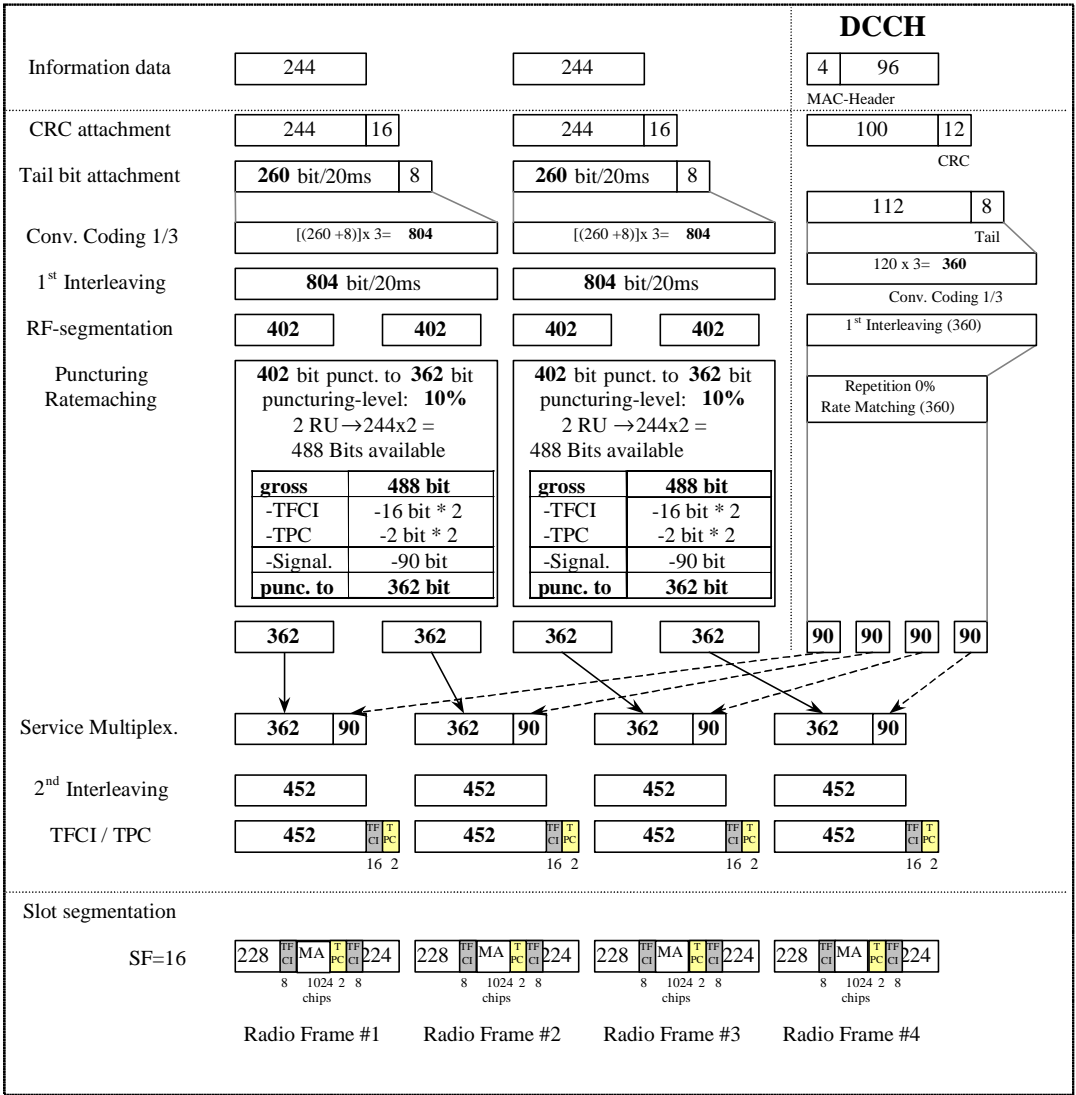 DCCH
Information data 244 244 4 96
MAC-Header
CRC attachment 244 16 244 16 100 12
CRC
Tail bit attachment 260 bit/20ms 8 260 bit/20ms 8
112 8
Tail
Conv. Coding 1/3 [(260 +8)]x 3= 804 [(260 +8)]x 3= 804
120 x 3= 360
Conv. Coding 1/3
1st Interleaving 804 bit/20ms 804 bit/20ms
RF-segmentation 402 402 402 402 1st Interleaving (360)
Puncturing
Ratemaching
402 bit punct. to 362 bit
puncturing-level: 10%
2 RU →244x2 =
488 Bits available
gross 488 bit
-TFCI -16 bit * 2
-TPC -2 bit * 2
-Signal. -90 bit
punc. to 362 bit
402 bit punct. to 362 bit
puncturing-level: 10%
2 RU →244x2 =
488 Bits available
gross 488 bit
-TFCI -16 bit * 2
-TPC -2 bit * 2
-Signal. -90 bit
punc. to 362 bit
Repetition 0%
Rate Matching (360)
362 362 362 362 90 90 90 90
Service Multiplex. 362 90 362 90 362 90 362 90
2nd Interleaving 452 452 452 452
TFCI / TPC 452 TF CI T PC 452 TF CI T PC 452 TF CI T PC 452 TF CI T PC
16 2 16 2 16 2 16 2
Slot segmentation
SF=16 228 TF CI MA T PC TF CI 224 228 TF CI MA T PC TF CI 224 228 TF CI MA T PC TF CI 224 228 TF CI MA T PC TF CI 224
8 1024 2 8 8 1024 2 8 8 1024 2 8 8 1024 2 8
chips chips chips chips
Radio Frame #1 Radio Frame #2 Radio Frame #3 Radio Frame #4